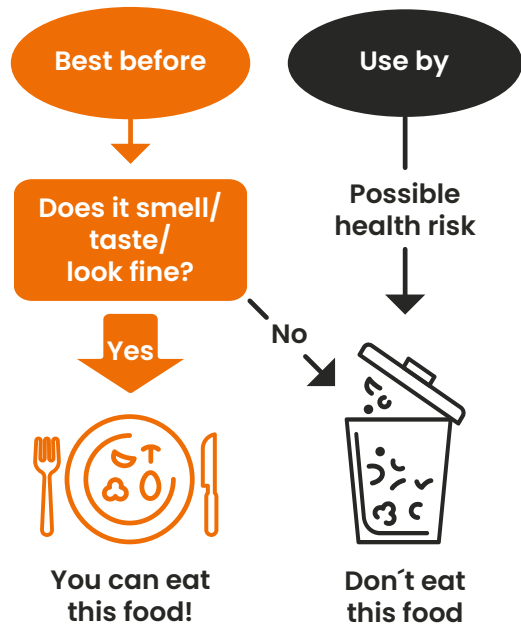 Best before
Use by
Does it smell/
taste/
look fine?
Possible
health risk
Yes
No
You can eat
this food!
Don´t eat
this food